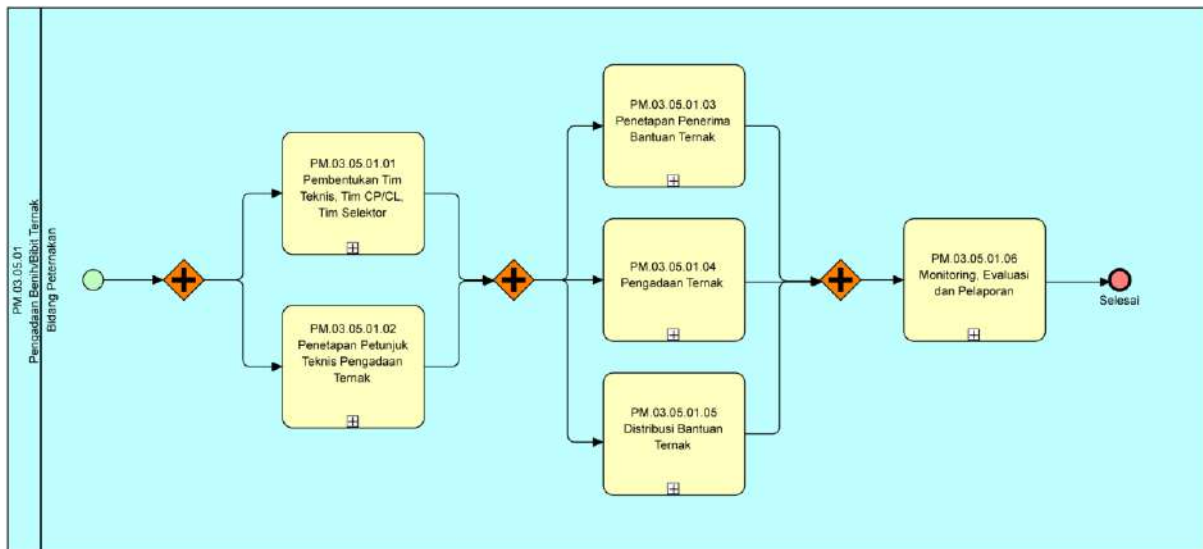 PM.03.05.01
Pengadaan Benih/Bibit Ternak
Bidang Peternakan
PM.03.05.01.01
Pembentukan Tim
Teknis, Tim CP/CL,
Tim Selektor
PM.03.05.01.02
Penetapan Petunjuk
Teknis Pengadaan
Ternak
PM.03.05.01.03
Penetapan Penerima
Bantuan Ternak
PM.03.05.01.04
Pengadaan Ternak
PM.03.05.01.05
Distribusi Bantuan
Ternak
PM.03.05.01.06
Monitoring, Evaluasi
dan Pelaporan
Selesai